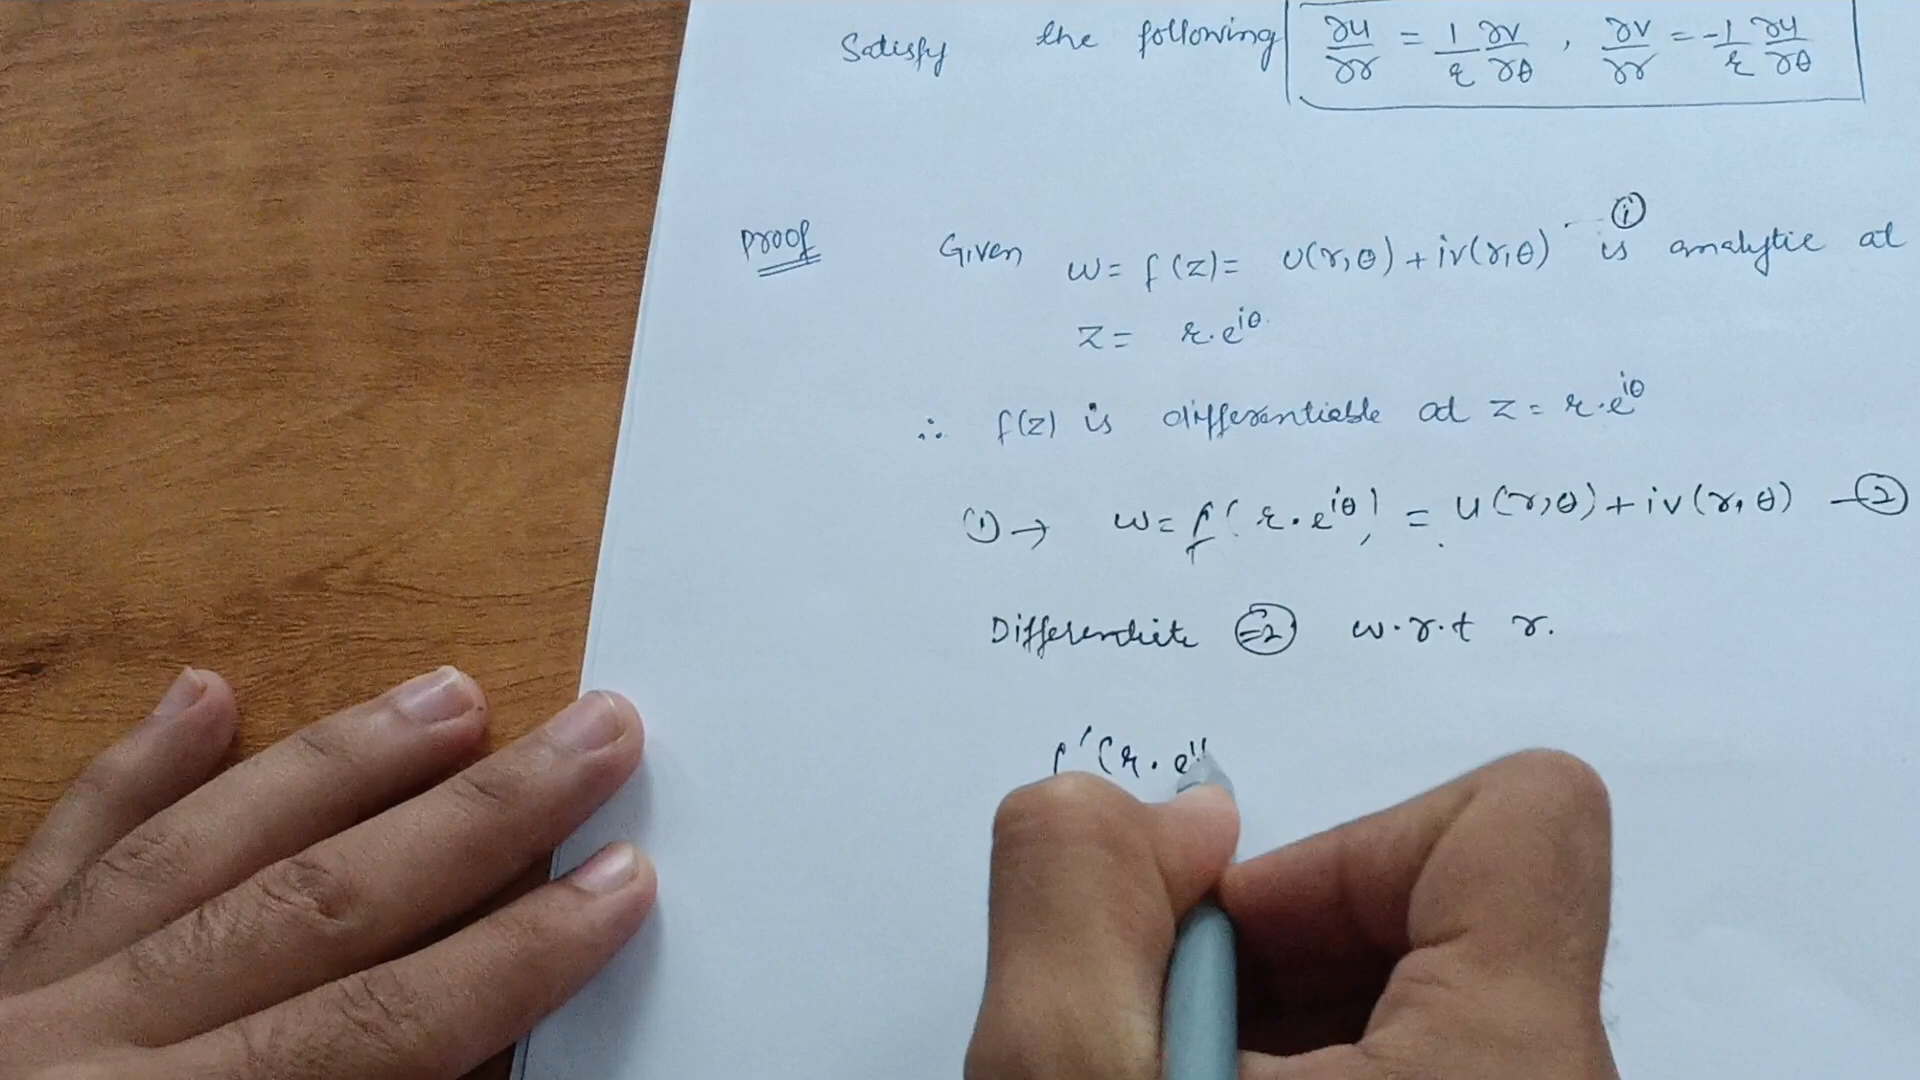 Satisfy the following ∂u/∂r = 1/r ∂v/∂θ , ∂v/∂r = -1/r ∂u/∂θ
Proof Given w = f(z) = u(r,θ) + iv(r,θ) ① is analytic at
z = r.e^{iθ}
∴ f(z) is differentiable at z = r.e^{iθ}
① → w = f(r.e^{iθ}) = u(r,θ) + iv(r,θ) —②
Differentiate ② w.r.t r.
f'(r.e^i